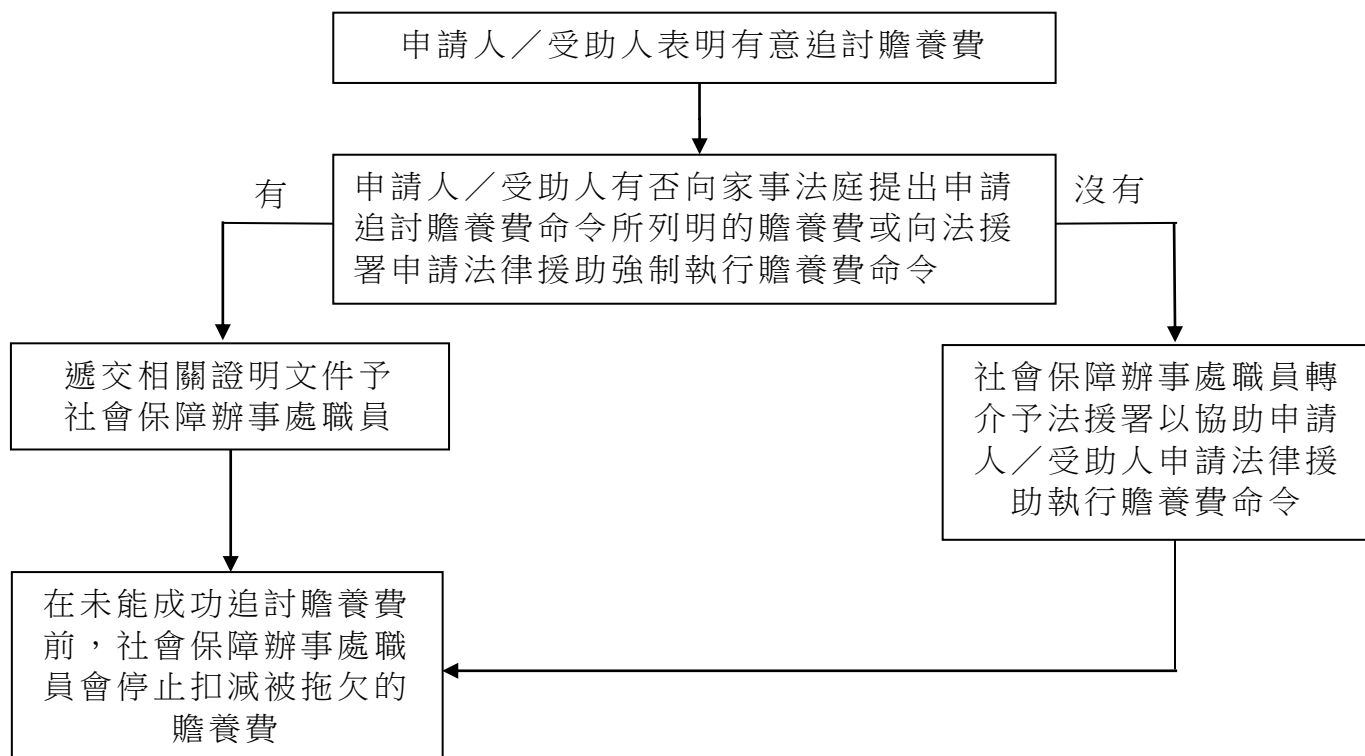 申請人／受助人表明有意追討贍養費
有
申請人／受助人有否向家事法庭提出申請
追討贍養費命令所列明的贍養費或向法援
署申請法律援助強制執行贍養費命令
沒有
遞交相關證明文件予
社會保障辦事處職員
社會保障辦事處職員轉
介予法援署以協助申請
人／受助人申請法律援
助執行贍養費命令
在未能成功追討贍養費
前，社會保障辦事處職
員會停止扣減被拖欠的
贍養費